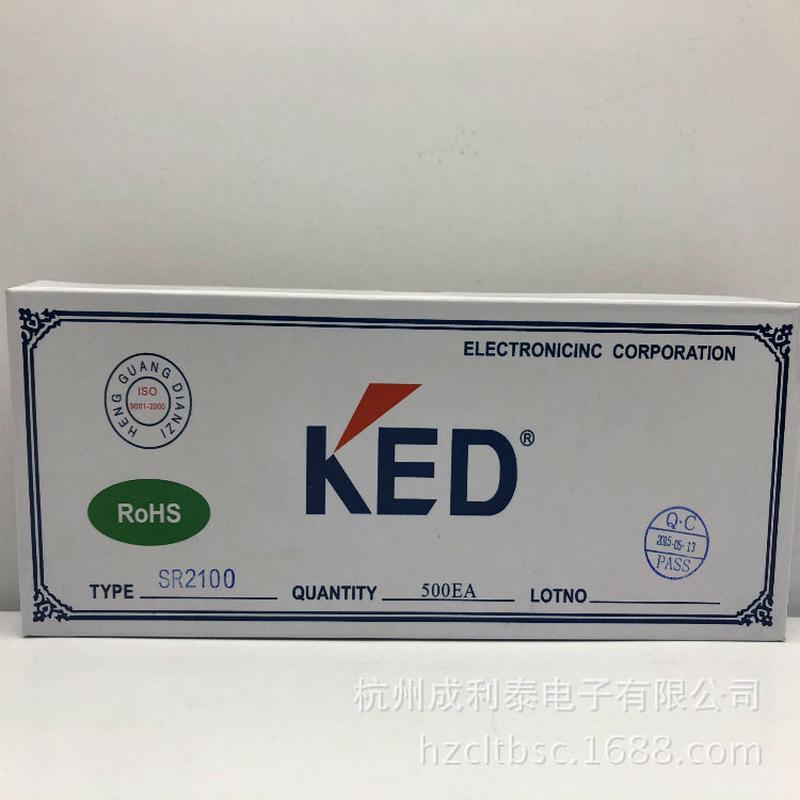 ELECTRONICINC CORPORATION
HENG GUANG DIANZI
ISO
9001-2000
KED®
RoHS
Q·C
2015-05-13
PASS
TYPE SR2100 QUANTITY 500EA LOTNO
杭州成利泰电子有限公司
hzcltbsc.1688.com